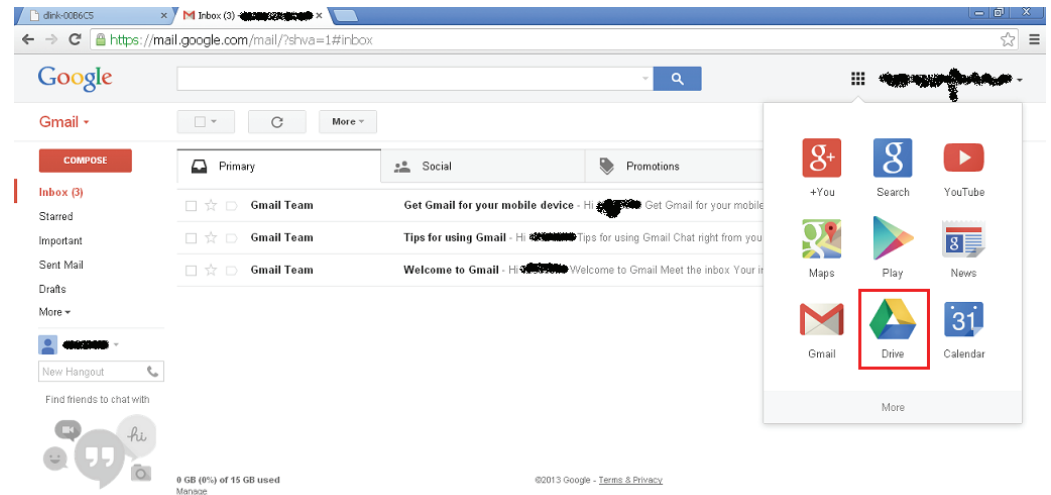 dlink-00B6C5 × Inbox (3) - ×
https://mail.google.com/mail/?shva=1#inbox
Google
Gmail
More
COMPOSE
Primary Social Promotions
Inbox (3)
Starred
Important
Sent Mail
Drafts
More
Gmail Team Get Gmail for your mobile device - Hi Get Gmail for your mobile
Gmail Team Tips for using Gmail - Hi Tips for using Gmail Chat right from you
Gmail Team Welcome to Gmail - Hi Welcome to Gmail Meet the inbox Your
New Hangout
Find friends to chat with
hi
g+ g
+You Search YouTube
g 8
Maps Play News
31
Gmail Drive Calendar
More
0 GB (0%) of 15 GB used
Manage
©2013 Google - Terms & Privacy